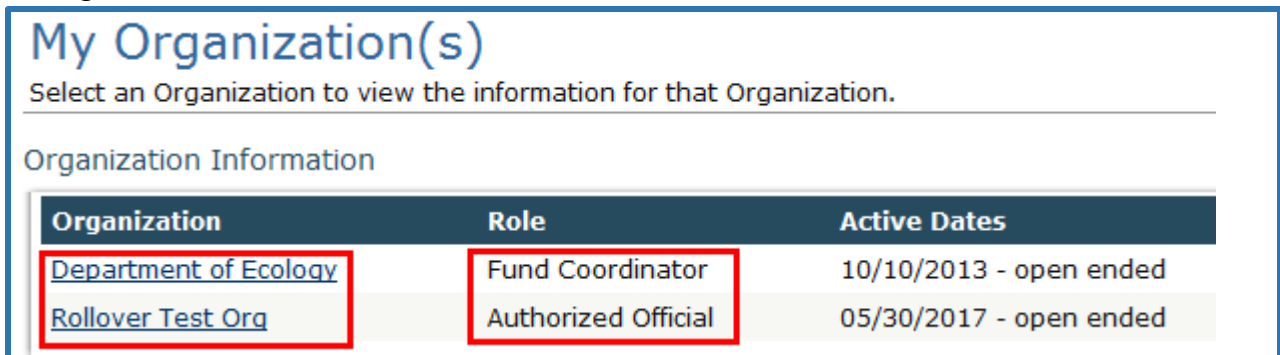 My Organization(s)
Select an Organization to view the information for that Organization.
Organization Information
Organization Role Active Dates
Department of Ecology Fund Coordinator 10/10/2013 - open ended
Rollover Test Org Authorized Official 05/30/2017 - open ended